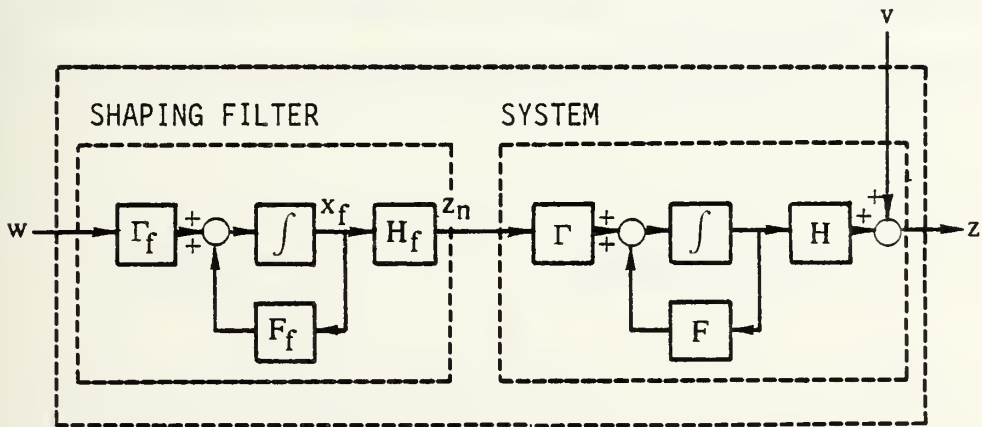 v
SHAPING FILTER
SYSTEM
w
Γf
+
+
∫
xf
Hf
zn
Ff
Γ
+
+
∫
F
H
+
+
z